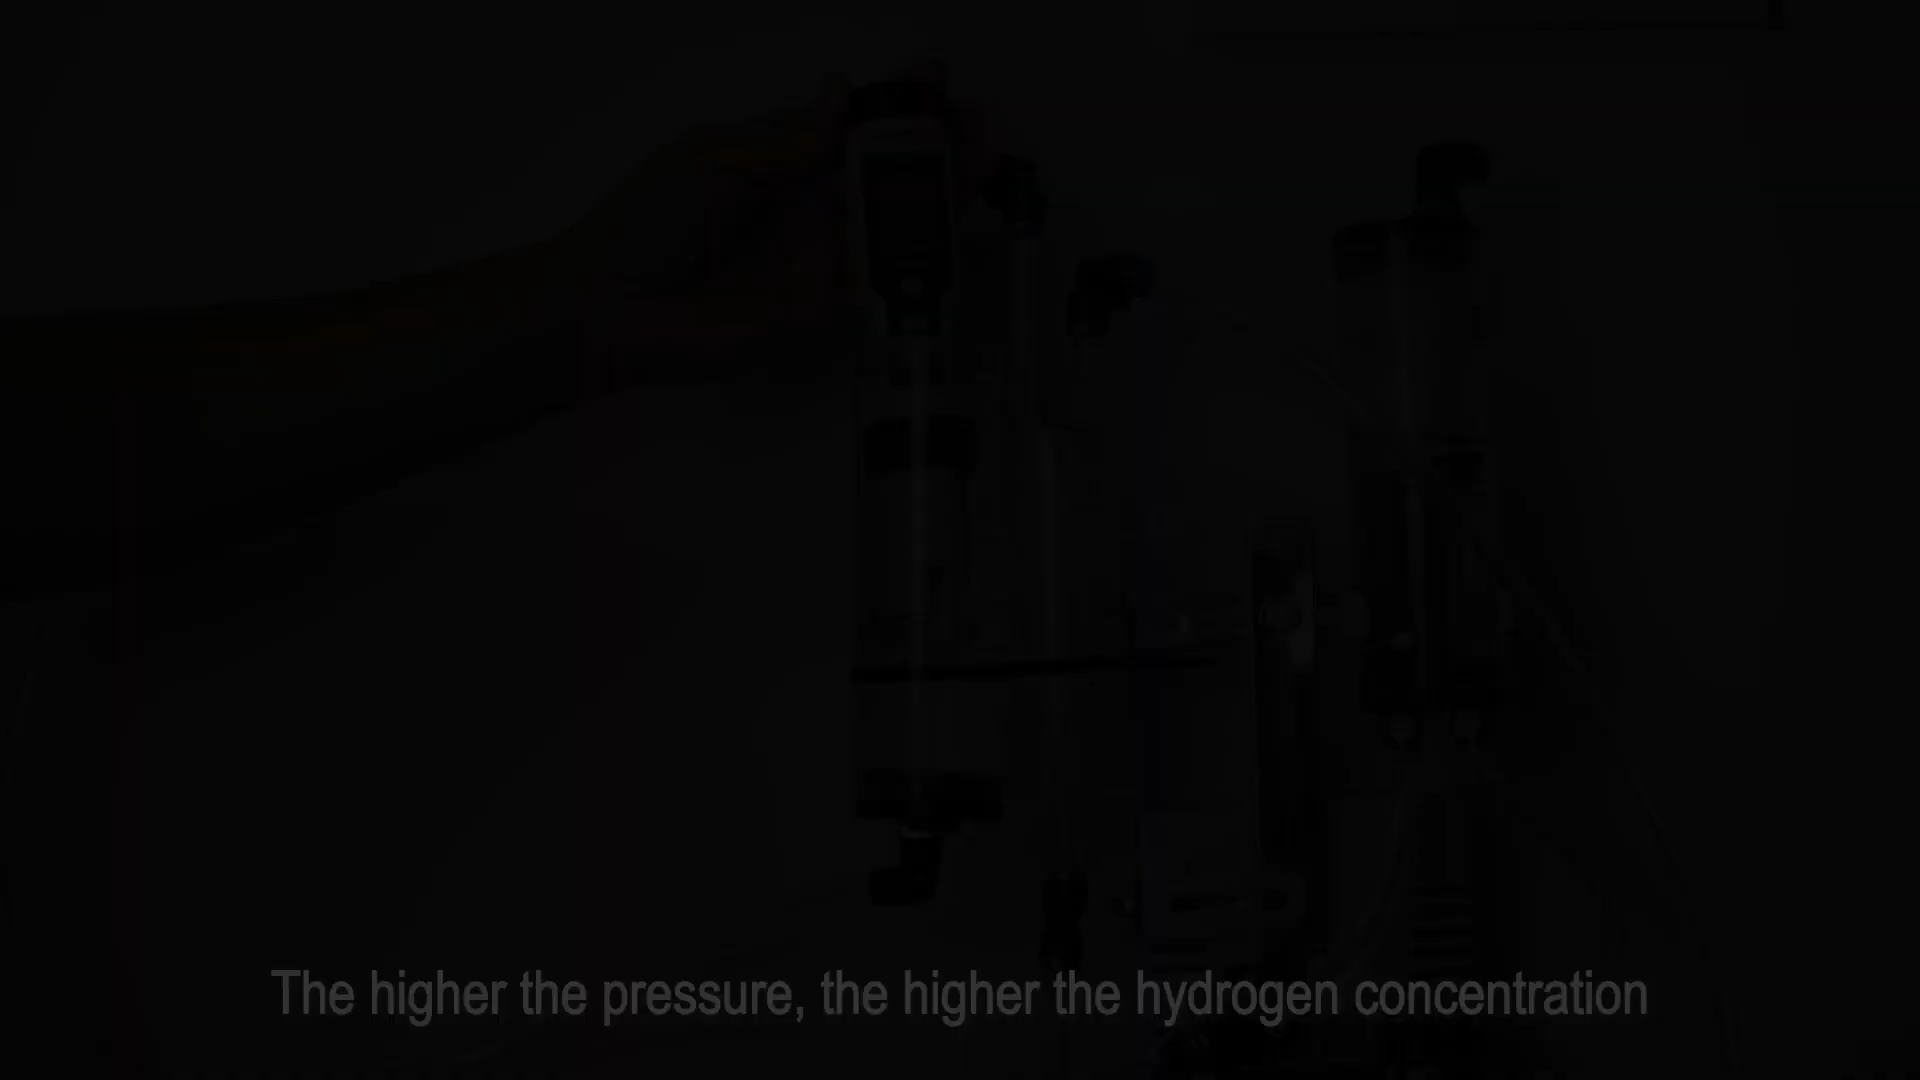 The higher the pressure, the higher the hydrogen concentration